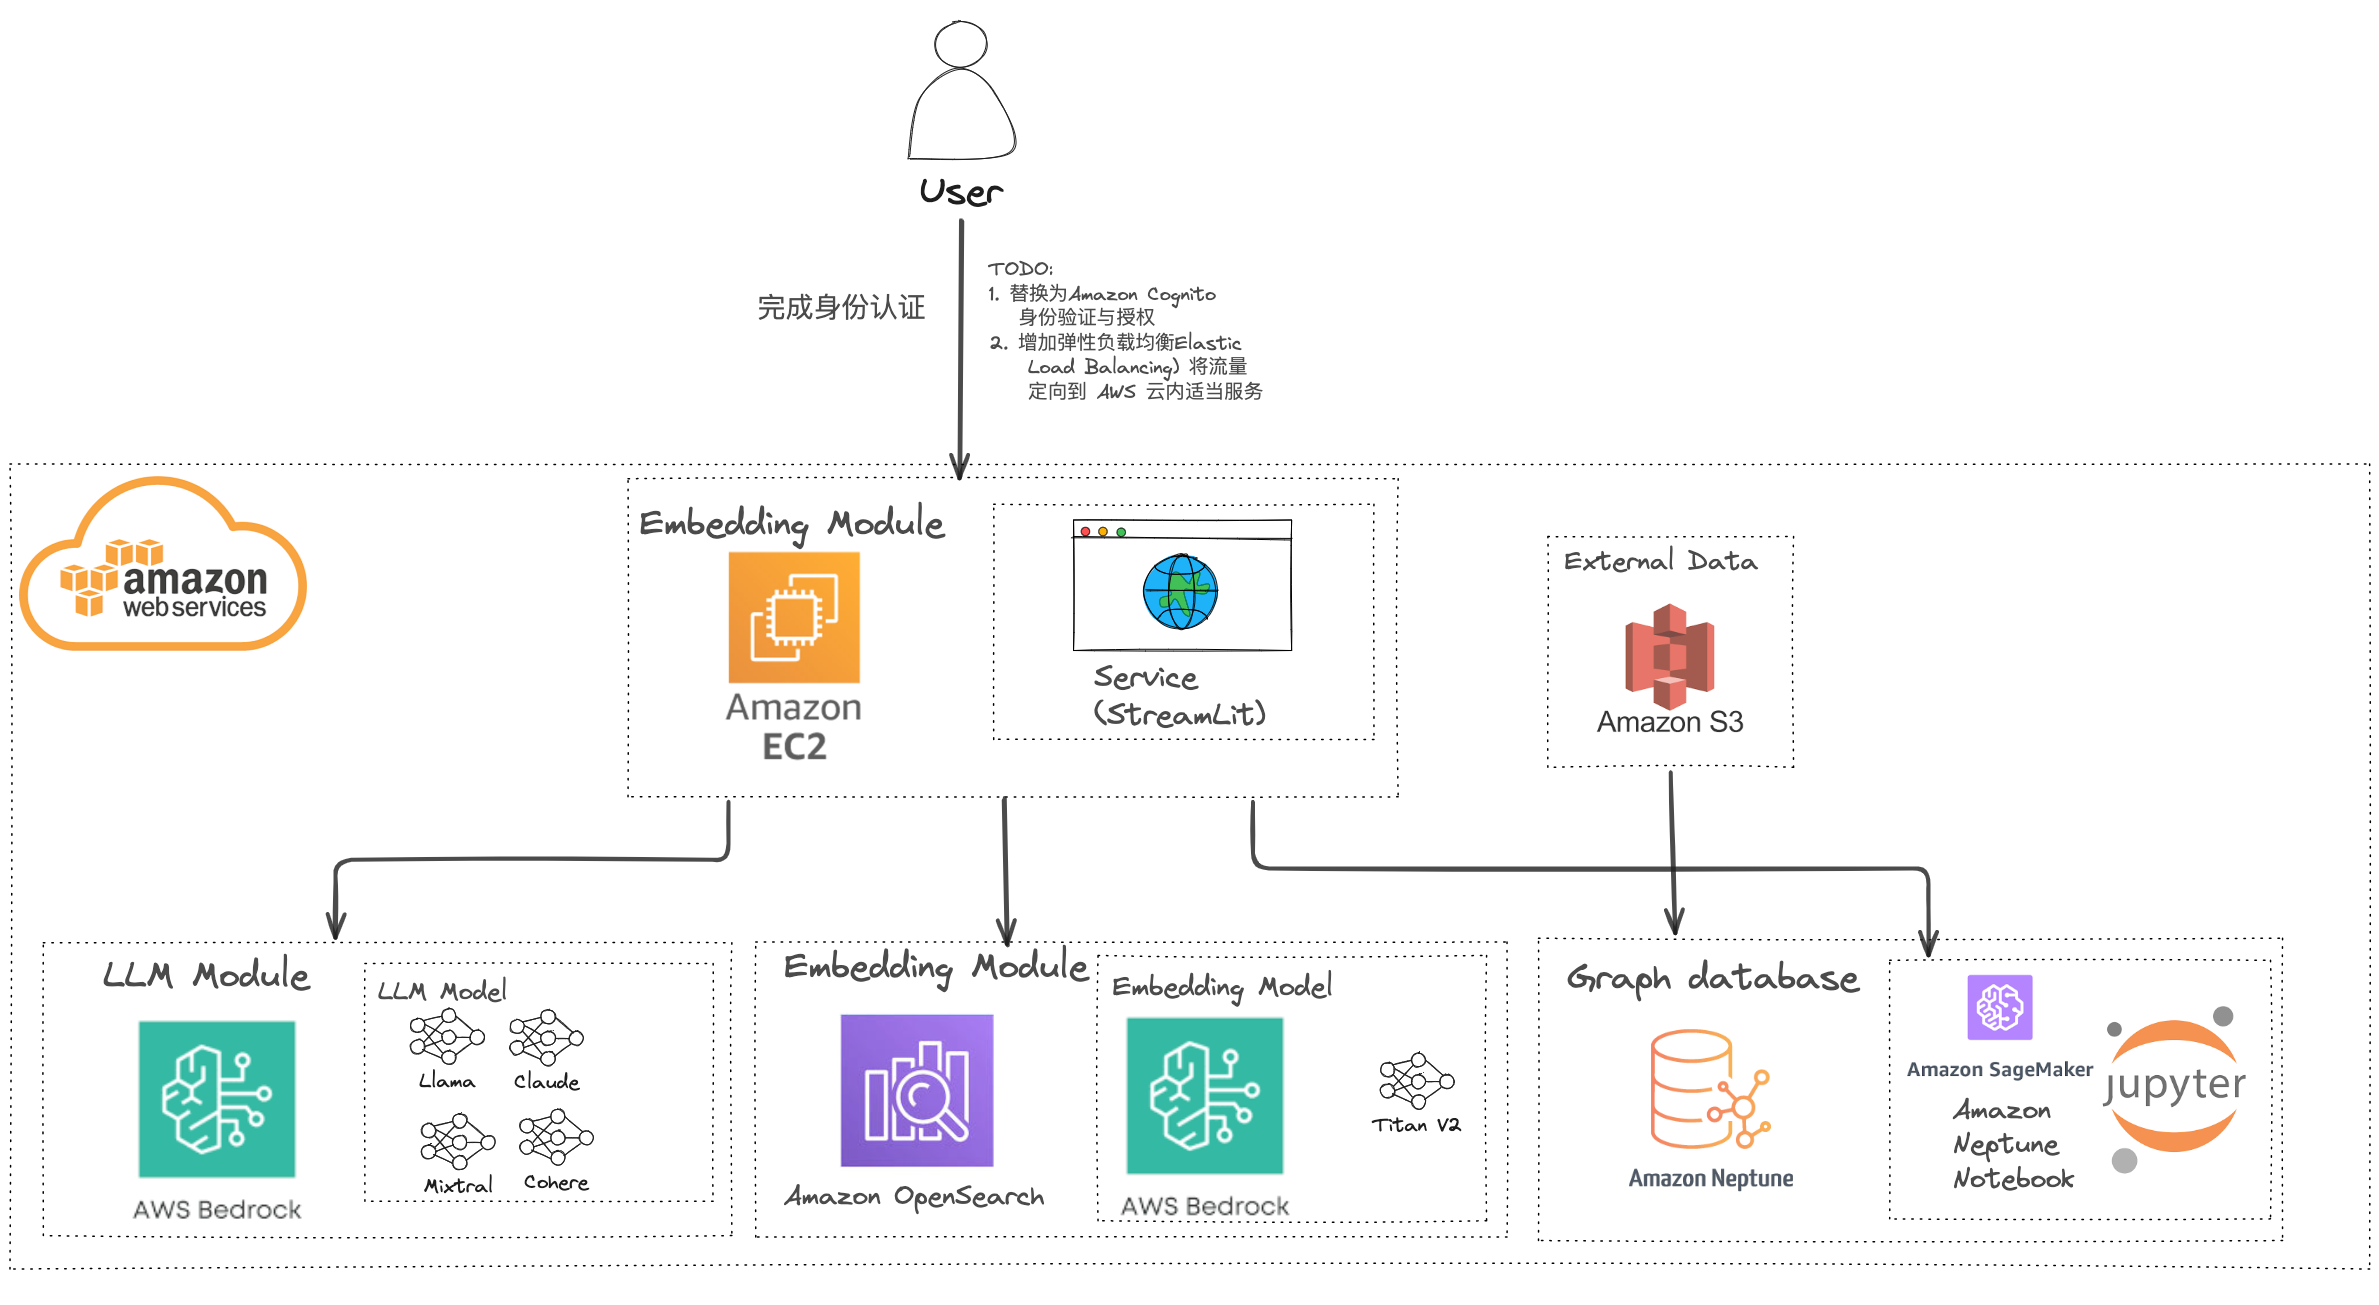 User
完成身份认证
TODO:
1. 替换为Amazon Cognito
身份验证与授权
2. 增加弹性负载均衡Elastic
Load Balancing) 将流量
定向到 AWS 云内适当服务
amazon
web services
Embedding Module
Amazon
EC2
Service
(StreamLit)
External Data
Amazon S3
LLM Module
AWS Bedrock
LLM Model
Llama
Claude
Mixtral
Cohere
Embedding Module
Amazon OpenSearch
Embedding Model
AWS Bedrock
Titan V2
Graph database
Amazon Neptune
Amazon SageMaker
Amazon
Neptune
Notebook
jupyter